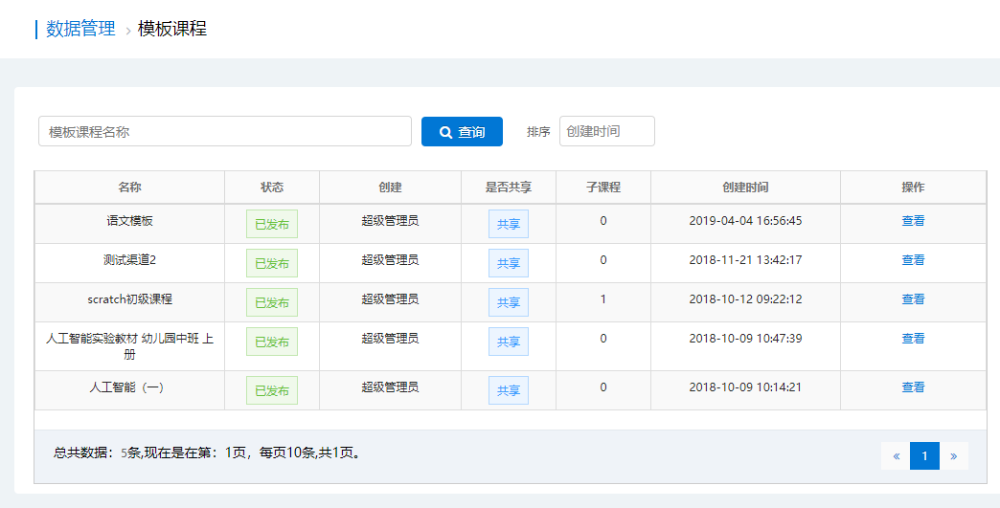 数据管理 › 模板课程
模板课程名称 查询 排序 创建时间
名称 状态 创建 是否共享 子课程 创建时间 操作
语文模板 已发布 超级管理员 共享 0 2019-04-04 16:56:45 查看
测试渠道2 已发布 超级管理员 共享 0 2018-11-21 13:42:17 查看
scratch初级课程 已发布 超级管理员 共享 1 2018-10-12 09:22:12 查看
人工智能实验教材 幼儿园中班 上 已发布 超级管理员 共享 0 2018-10-09 10:47:39 查看
册
人工智能（一） 已发布 超级管理员 共享 0 2018-10-09 10:14:21 查看
总共数据：5条,现在是在第：1页，每页10条,共1页。 « 1 »